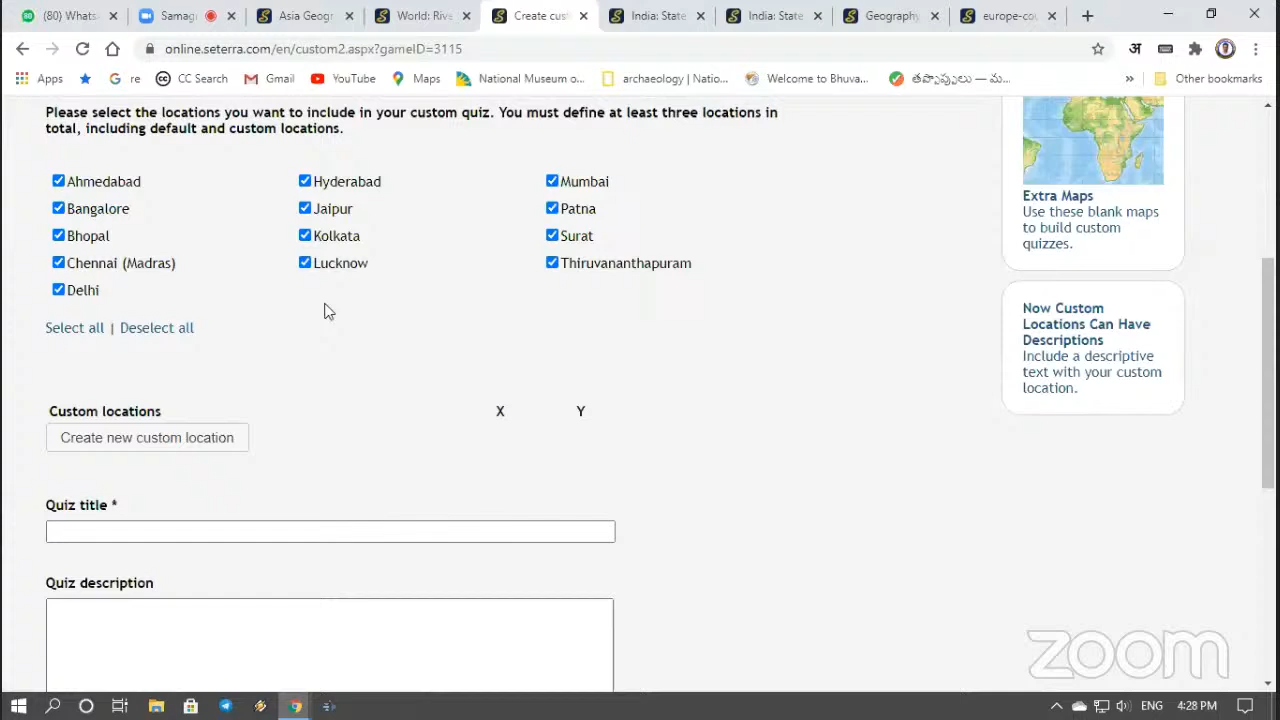 (80) Whats
Samag
Asia Geogr
World: Rive
Create cust
India: State
India: State
Geography
europe-cou
online.seterra.com/en/custom2.aspx?gameID=3115
अ
Apps
re
CC Search
Gmail
YouTube
Maps
National Museum o...
archaeology | Natio...
Welcome to Bhuva...
తప్పొప్పులు — మ...
»
Other bookmarks
Please select the locations you want to include in your custom quiz. You must define at least three locations in
total, including default and custom locations.
Ahmedabad
Hyderabad
Mumbai
Bangalore
Jaipur
Patna
Bhopal
Kolkata
Surat
Chennai (Madras)
Lucknow
Thiruvananthapuram
Delhi
Select all | Deselect all
Custom locations X Y
Create new custom location
Quiz title *
Quiz description
Extra Maps
Use these blank maps
to build custom
quizzes.
Now Custom
Locations Can Have
Descriptions
Include a descriptive
text with your custom
location.
zoom
ENG 4:28 PM